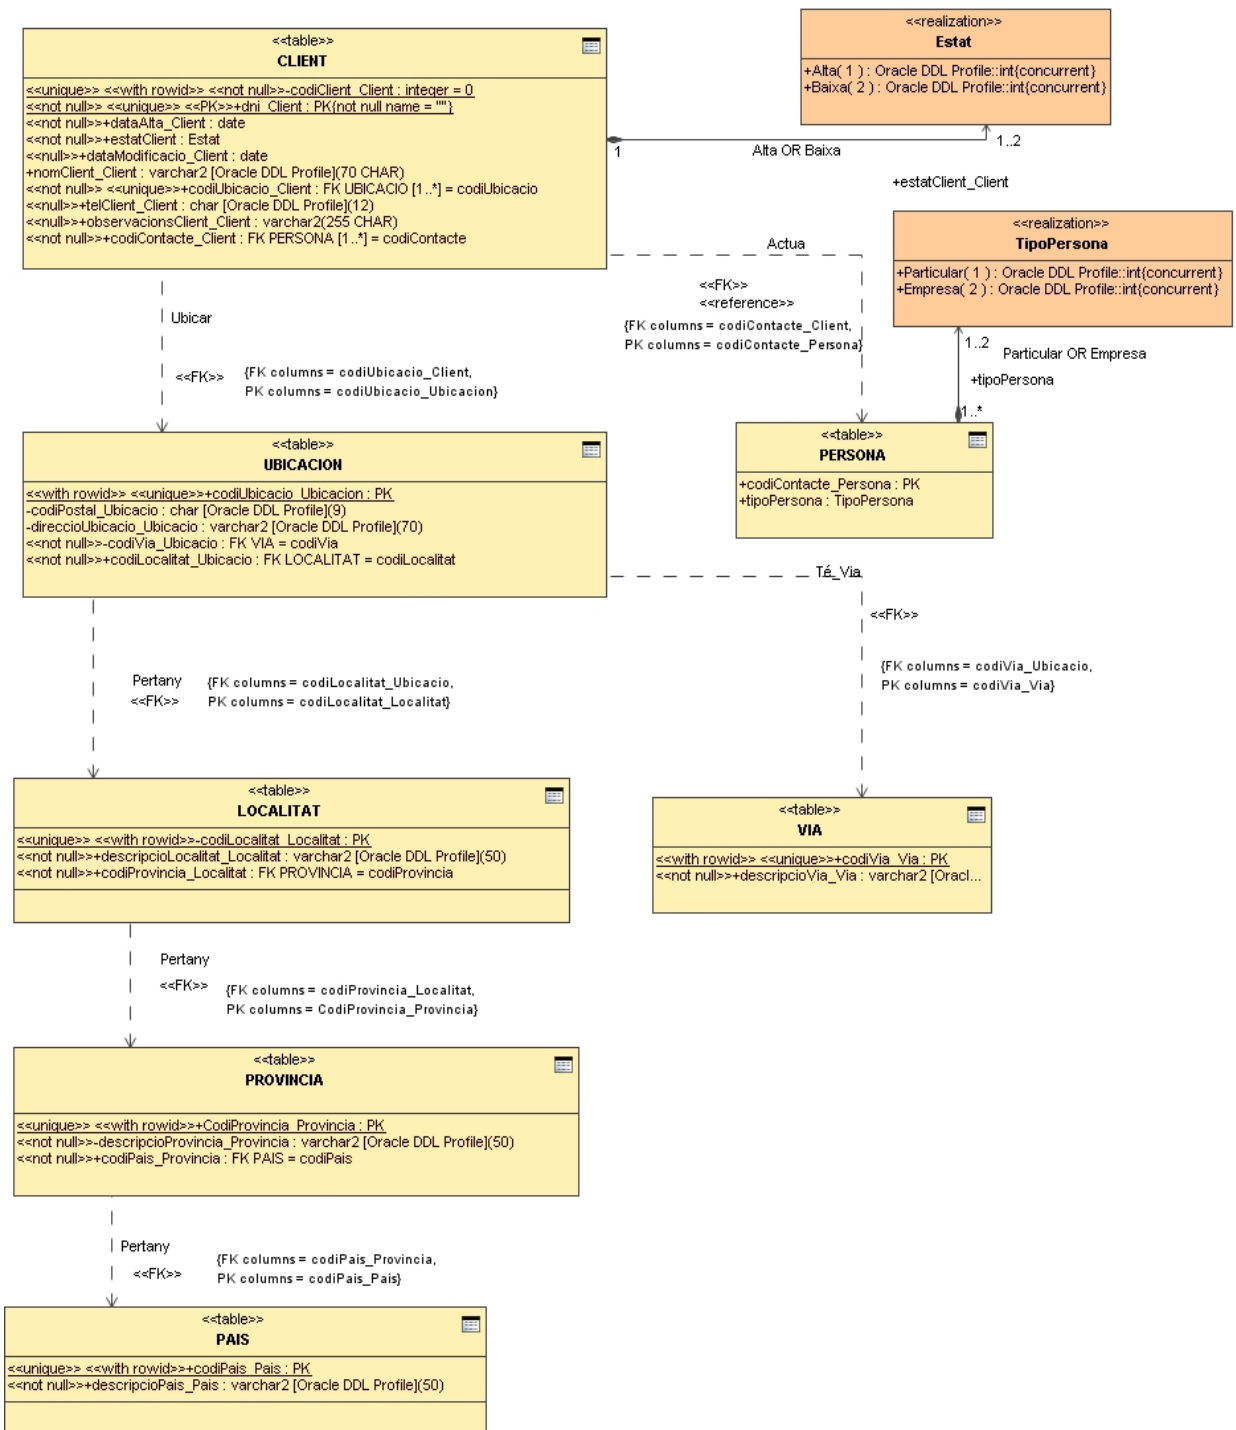 <<table>>
CLIENT
<<unique>> <<with rowid>> <<not null>>-codiClient_Client : integer = 0
<<not null>> <<unique>> <<PK>>+dni_Client : PK{not null name = ""}
<<not null>>+dataAlta_Client : date
<<not null>>+estatClient : Estat
<<null>>+dataModificacio_Client : date
+nomClient_Client : varchar2 [Oracle DDL Profile](70 CHAR)
<<not null>> <<unique>>+codiUbicacio_Client : FK UBICACIO [1..*] = codiUbicacio
<<null>>+telClient_Client : char [Oracle DDL Profile](12)
<<null>>+observacionsClient_Client : varchar2(255 CHAR)
<<not null>>+codiContacte_Client : FK PERSONA [1..*] = codiContacte
<<realization>>
Estat
+Alta( 1 ) : Oracle DDL Profile::int{concurrent}
+Baixa( 2 ) : Oracle DDL Profile::int{concurrent}
1
Alta OR Baixa
1..2
+estatClient_Client
<<realization>>
TipoPersona
+Particular( 1 ) : Oracle DDL Profile::int{concurrent}
+Empresa( 2 ) : Oracle DDL Profile::int{concurrent}
Actua
<<FK>>
<<reference>>
{FK columns = codiContacte_Client,
PK columns = codiContacte_Persona}
1..2
Particular OR Empresa
+tipoPersona
1..*
Ubicar
<<FK>>
{FK columns = codiUbicacio_Client,
PK columns = codiUbicacio_Ubicacion}
<<table>>
PERSONA
+codiContacte_Persona : PK
+tipoPersona : TipoPersona
<<table>>
UBICACION
<<with rowid>> <<unique>>+codiUbicacio_Ubicacion : PK
-codiPostal_Ubicacio : char [Oracle DDL Profile](9)
-direccioUbicacio_Ubicacio : varchar2 [Oracle DDL Profile](70)
<<not null>>-codiVia_Ubicacio : FK VIA = codiVia
<<not null>>+codiLocalitat_Ubicacio : FK LOCALITAT = codiLocalitat
Té_Via
<<FK>>
{FK columns = codiVia_Ubicacio,
PK columns = codiVia_Via}
Pertany
<<FK>>
{FK columns = codiLocalitat_Ubicacio,
PK columns = codiLocalitat_Localitat}
<<table>>
LOCALITAT
<<unique>> <<with rowid>>-codiLocalitat_Localitat : PK
<<not null>>+descripcioLocalitat_Localitat : varchar2 [Oracle DDL Profile](50)
<<not null>>+codiProvincia_Localitat : FK PROVINCIA = codiProvincia
<<table>>
VIA
<<with rowid>> <<unique>>+codiVia_Via : PK
<<not null>>+descripcioVia_Via : varchar2 [Oracl...
Pertany
<<FK>>
{FK columns = codiProvincia_Localitat,
PK columns = CodiProvincia_Provincia}
<<table>>
PROVINCIA
<<unique>> <<with rowid>>+CodiProvincia_Provincia : PK
<<not null>>-descripcioProvincia_Provincia : varchar2 [Oracle DDL Profile](50)
<<not null>>+codiPais_Provincia : FK PAIS = codiPais
Pertany
<<FK>>
{FK columns = codiPais_Provincia,
PK columns = codiPais_Pais}
<<table>>
PAIS
<<unique>> <<with rowid>>+codiPais_Pais : PK
<<not null>>+descripcioPais_Pais : varchar2 [Oracle DDL Profile](50)